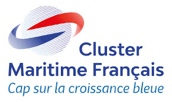 Cluster
Maritime Français
Cap sur la croissance bleue